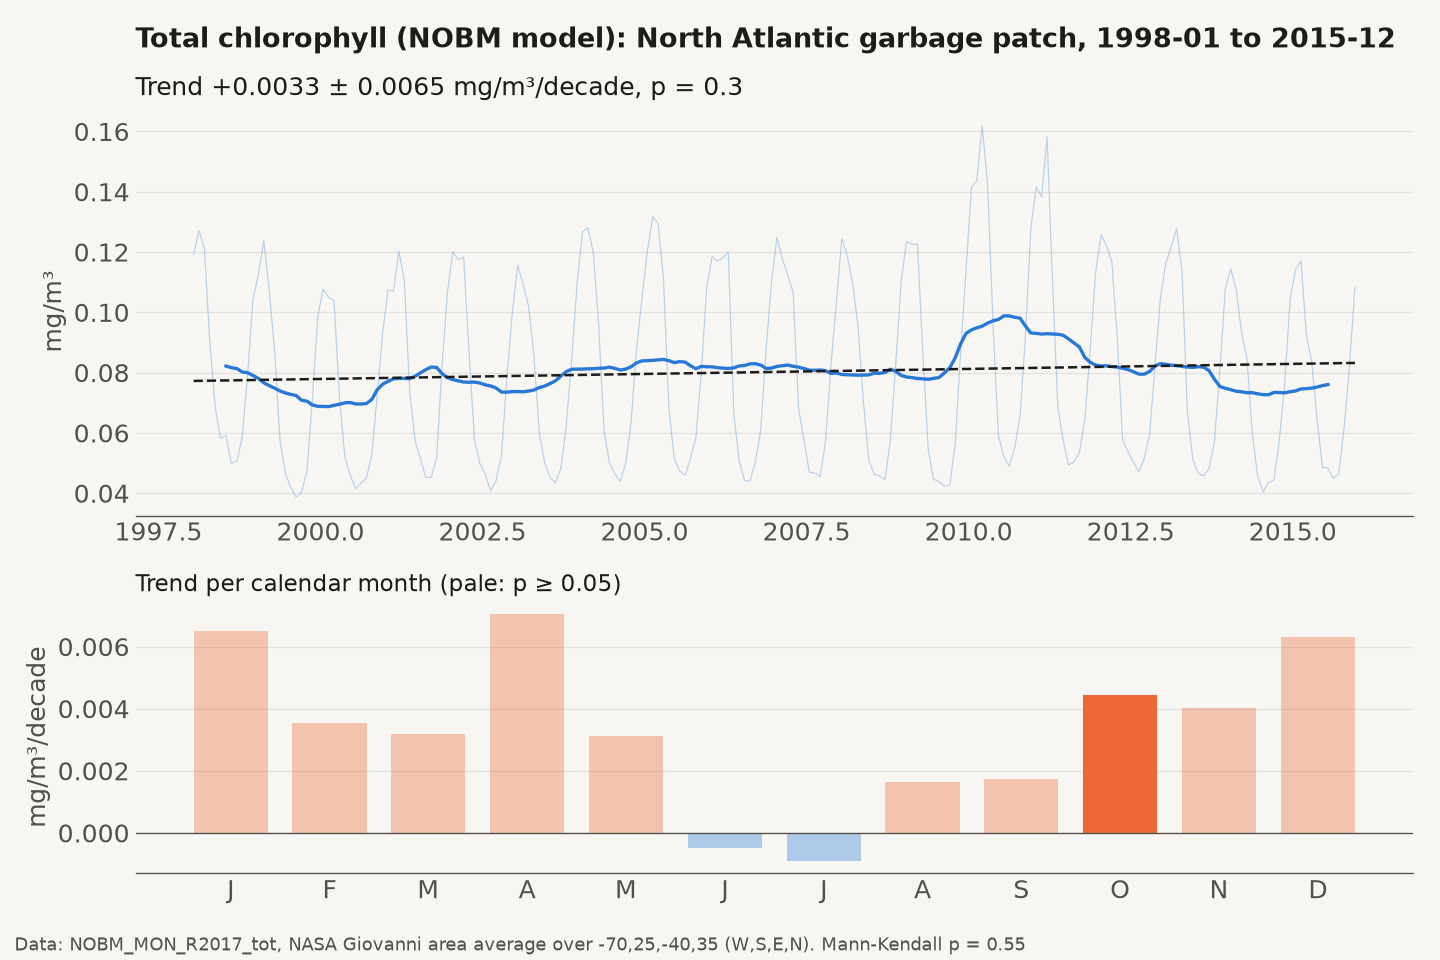 Total chlorophyll (NOBM model): North Atlantic garbage patch, 1998-01 to 2015-12
Trend +0.0033 ± 0.0065 mg/m³/decade, p = 0.3
mg/m³
0.16
0.14
0.12
0.10
0.08
0.06
0.04
1997.5 2000.0 2002.5 2005.0 2007.5 2010.0 2012.5 2015.0
Trend per calendar month (pale: p ≥ 0.05)
mg/m³/decade
0.006
0.004
0.002
0.000
J F M A M J J A S O N D
Data: NOBM_MON_R2017_tot, NASA Giovanni area average over -70,25,-40,35 (W,S,E,N). Mann-Kendall p = 0.55